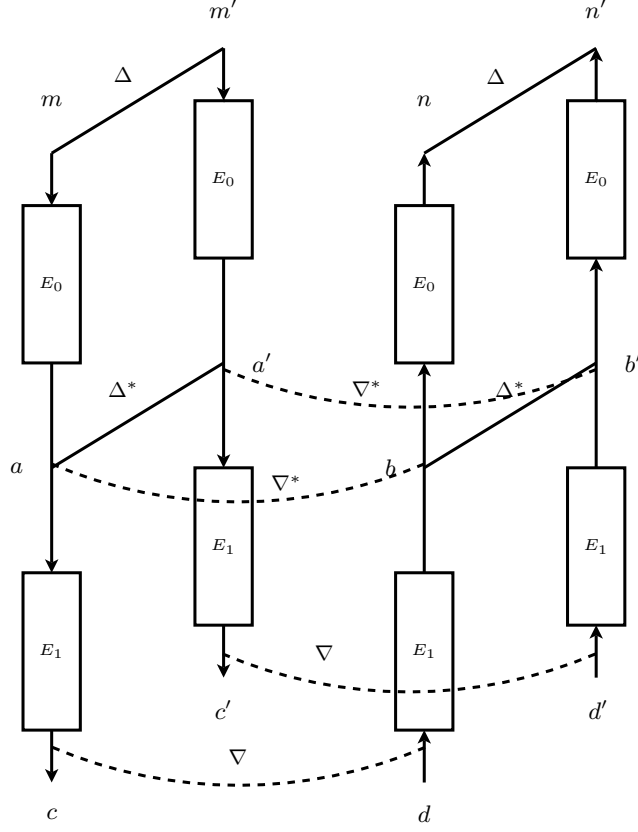 m′ n′
Δ Δ
m n
E₀ E₀
E₀ E₀
a′ b′
Δ* ∇* Δ*
a b
∇*
E₁ E₁
E₁ E₁
∇
c′ d′
∇
c d